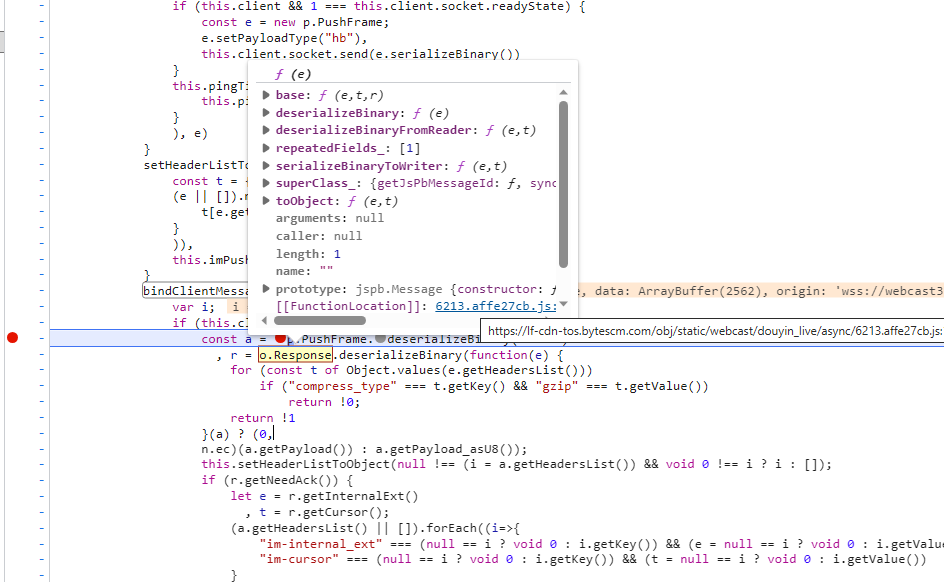 if (this.client && 1 === this.client.socket.readyState) {
const e = new p.PushFrame;
e.setPayloadType("hb"),
this.client.socket.send(e.serializeBinary())
}
this.pingTi
this.pi
}
), e)
}
setHeaderListTo
const t = {
(e || []).
t[e.get
}
)),
this.imPush
}
bindClientMessa
e, data: ArrayBuffer(2562), origin: 'wss://webcast3
var i; i
if (this.cl
const a = p.PushFrame.deserializeBi
, r = o.Response.deserializeBinary(function(e) {
for (const t of Object.values(e.getHeadersList()))
if ("compress_type" === t.getKey() && "gzip" === t.getValue())
return !0;
return !1
}(a) ? (0,
n.ec)(a.getPayload()) : a.getPayload_asU8());
this.setHeaderListToObject(null !== (i = a.getHeadersList()) && void 0 !== i ? i : []);
if (r.getNeedAck()) {
let e = r.getInternalExt()
, t = r.getCursor();
(a.getHeadersList() || []).forEach((i=>{
"im-internal_ext" === (null == i ? void 0 : i.getKey()) && (e = null == i ? void 0 : i.getValue
"im-cursor" === (null == i ? void 0 : i.getKey()) && (t = null == i ? void 0 : i.getValue())
}
f (e)
base: f (e,t,r)
deserializeBinary: f (e)
deserializeBinaryFromReader: f (e,t)
repeatedFields_: [1]
serializeBinaryToWriter: f (e,t)
superClass_: {getJsPbMessageId: f, sync
toObject: f (e,t)
arguments: null
caller: null
length: 1
name: ""
prototype: jspb.Message {constructor: f
[[FunctionLocation]]: 6213.affe27cb.js:
https://lf-cdn-tos.bytescm.com/obj/static/webcast/douyin_live/async/6213.affe27cb.js: